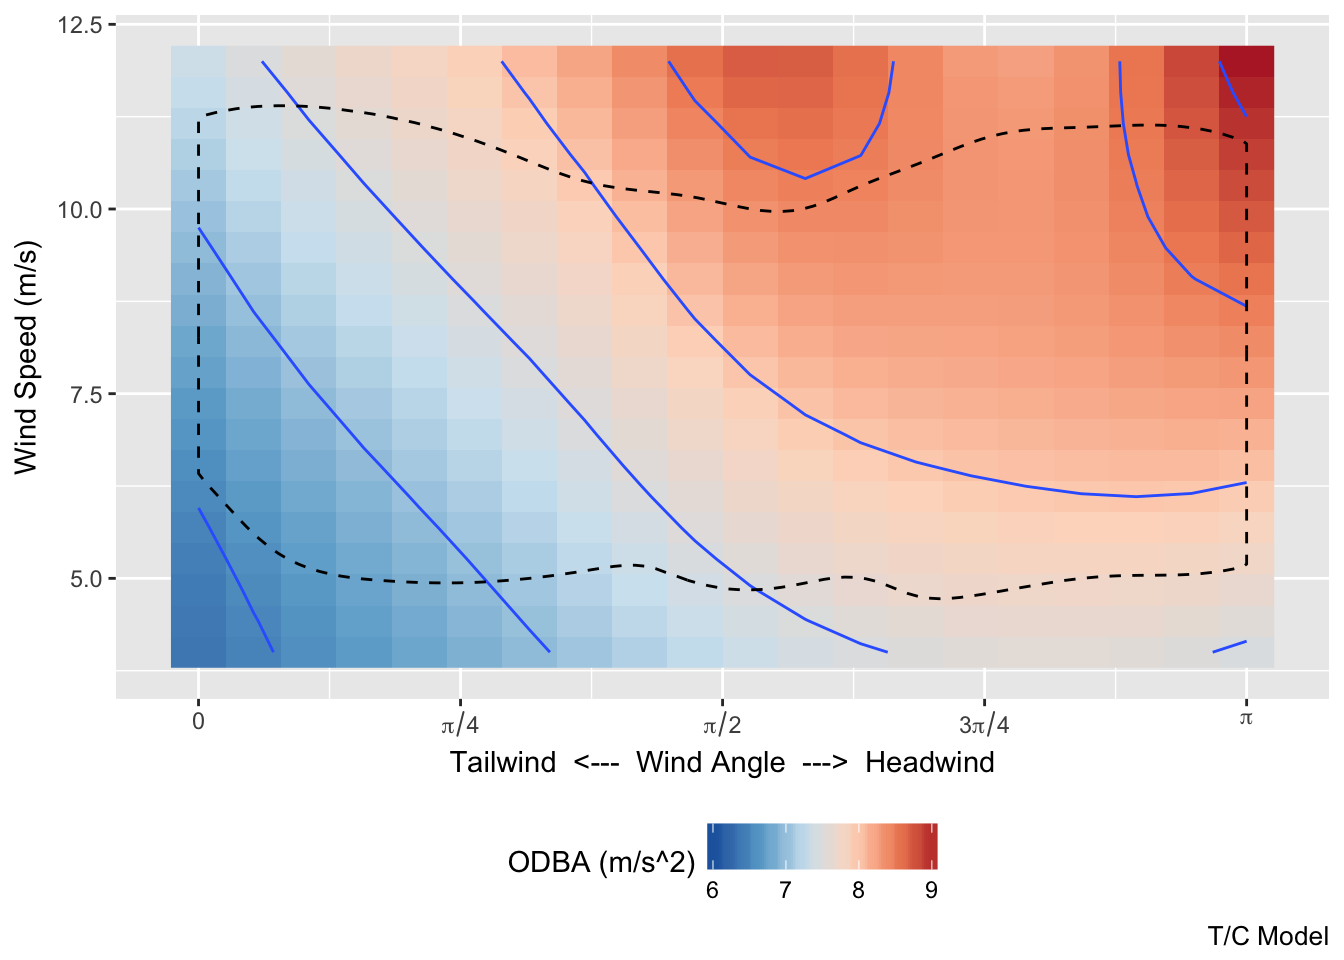 12.5
10.0
7.5
5.0
Wind Speed (m/s)
0 π/4 π/2 3π/4 π
Tailwind <--- Wind Angle ---> Headwind
ODBA (m/s^2)
6 7 8 9
T/C Model